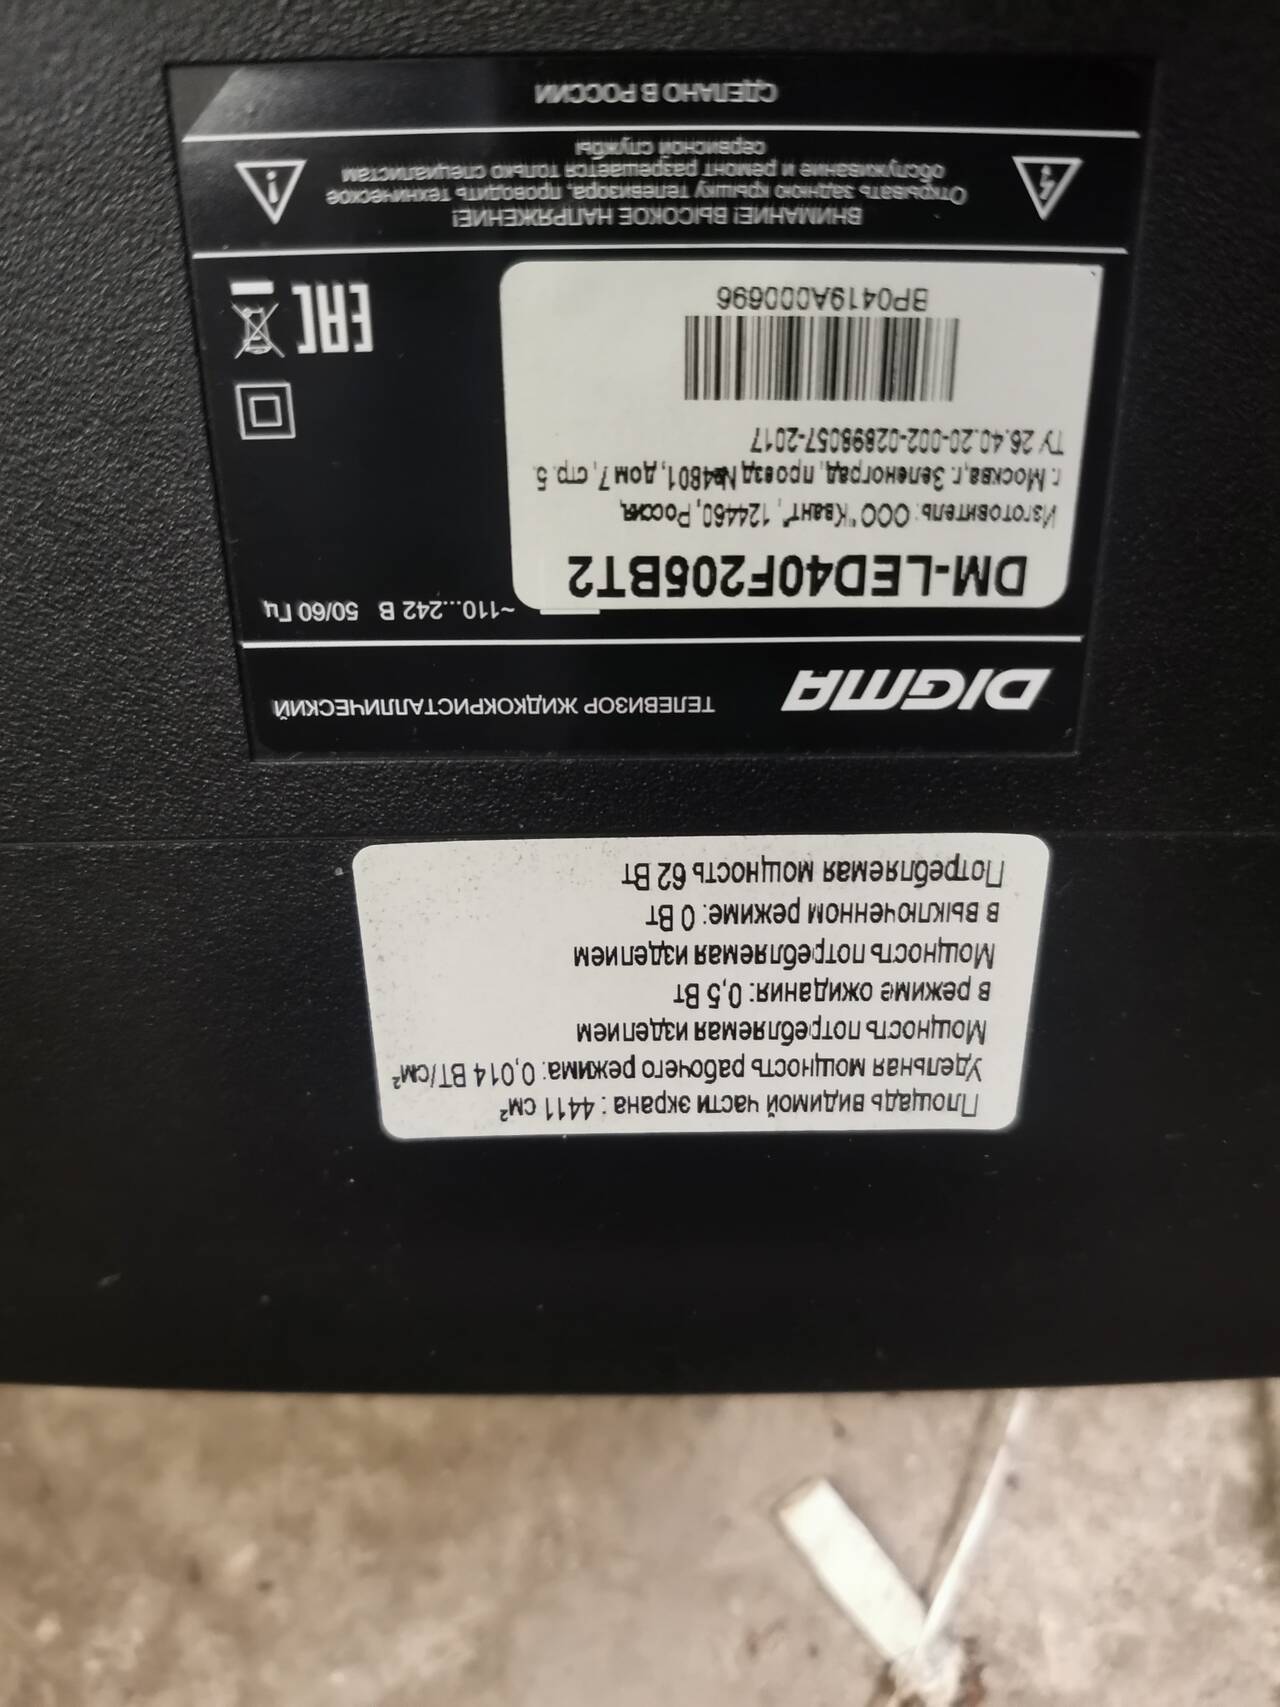 DIGMA ТЕЛЕВИЗОР ЖИДКОКРИСТАЛЛИЧЕСКИЙ
~110...242 В 50/60 Гц
DM-LED40F205BT2
Изготовитель: ООО "Квант", 124460, Россия,
г. Москва,г. Зеленоград, проезд №4801, дом 7, стр. 5.
ТУ 26.40.20-002-02898057-2017
BP0419A000696
EAC
ВНИМАНИЕ! ВЫСОКОЕ НАПРЯЖЕНИЕ!
Открывать заднюю крышку телевизора, проводить техническое
обслуживание и ремонт разрешается только специалистам
сервисной службы
СДЕЛАНО В РОССИИ
Площадь видимой части экрана : 4411 см²
Удельная мощность рабочего режима: 0,014 ВТ/см²
Мощность потребляемая изделием
в режиме ожидания: 0,5 Вт
Мощность потребляемая изделием
в выключенном режиме: 0 Вт
Потребляемая мощность 62 Вт